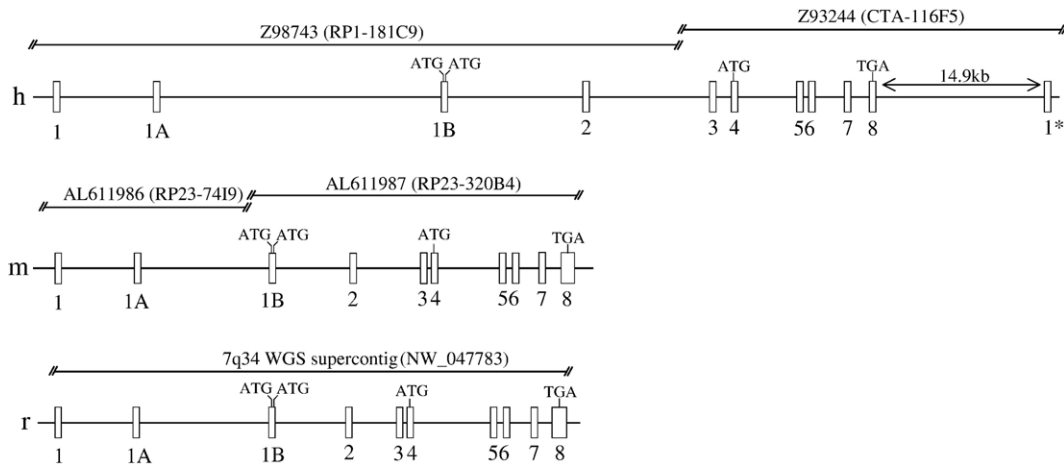 Z98743 (RP1-181C9)
Z93244 (CTA-116F5)
ATG ATG
ATG
TGA
14.9kb
h
1 1A 1B 2 3 4 56 7 8 1*
AL611986 (RP23-74I9)
AL611987 (RP23-320B4)
ATG ATG
ATG
TGA
m
1 1A 1B 2 34 56 7 8
7q34 WGS supercontig (NW_047783)
ATG ATG
ATG
TGA
r
1 1A 1B 2 34 56 7 8